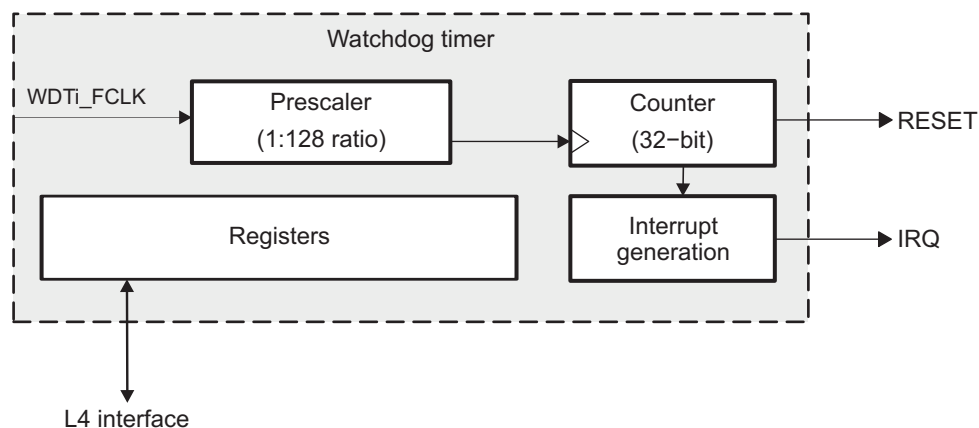 Watchdog timer
WDTi_FCLK
Prescaler
(1:128 ratio)
Counter
(32−bit)
RESET
Registers
Interrupt
generation
IRQ
L4 interface